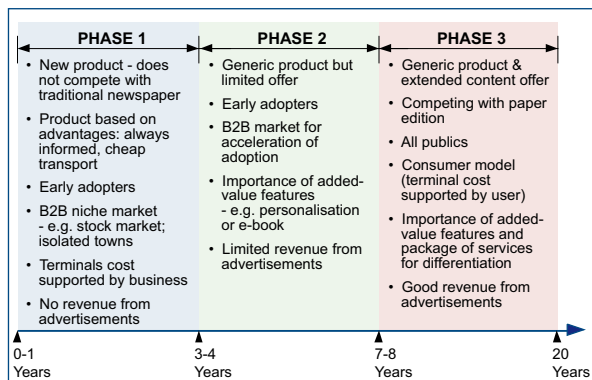 PHASE 1
• New product - does
not compete with
traditional newspaper
• Product based on
advantages: always
informed, cheap
transport
• Early adopters
• B2B niche market
- e.g. stock market;
isolated towns
• Terminals cost
supported by business
• No revenue from
advertisements
PHASE 2
• Generic product but
limited offer
• Early adopters
• B2B market for
acceleration of
adoption
• Importance of added-
value features
- e.g. personalisation
or e-book
• Limited revenue from
advertisements
PHASE 3
• Generic product &
extended content offer
• Competing with paper
edition
• All publics
• Consumer model
(terminal cost
supported by user)
• Importance of added-
value features and
package of services
for differentiation
• Good revenue from
advertisements
0-1
Years
3-4
Years
7-8
Years
20
Years